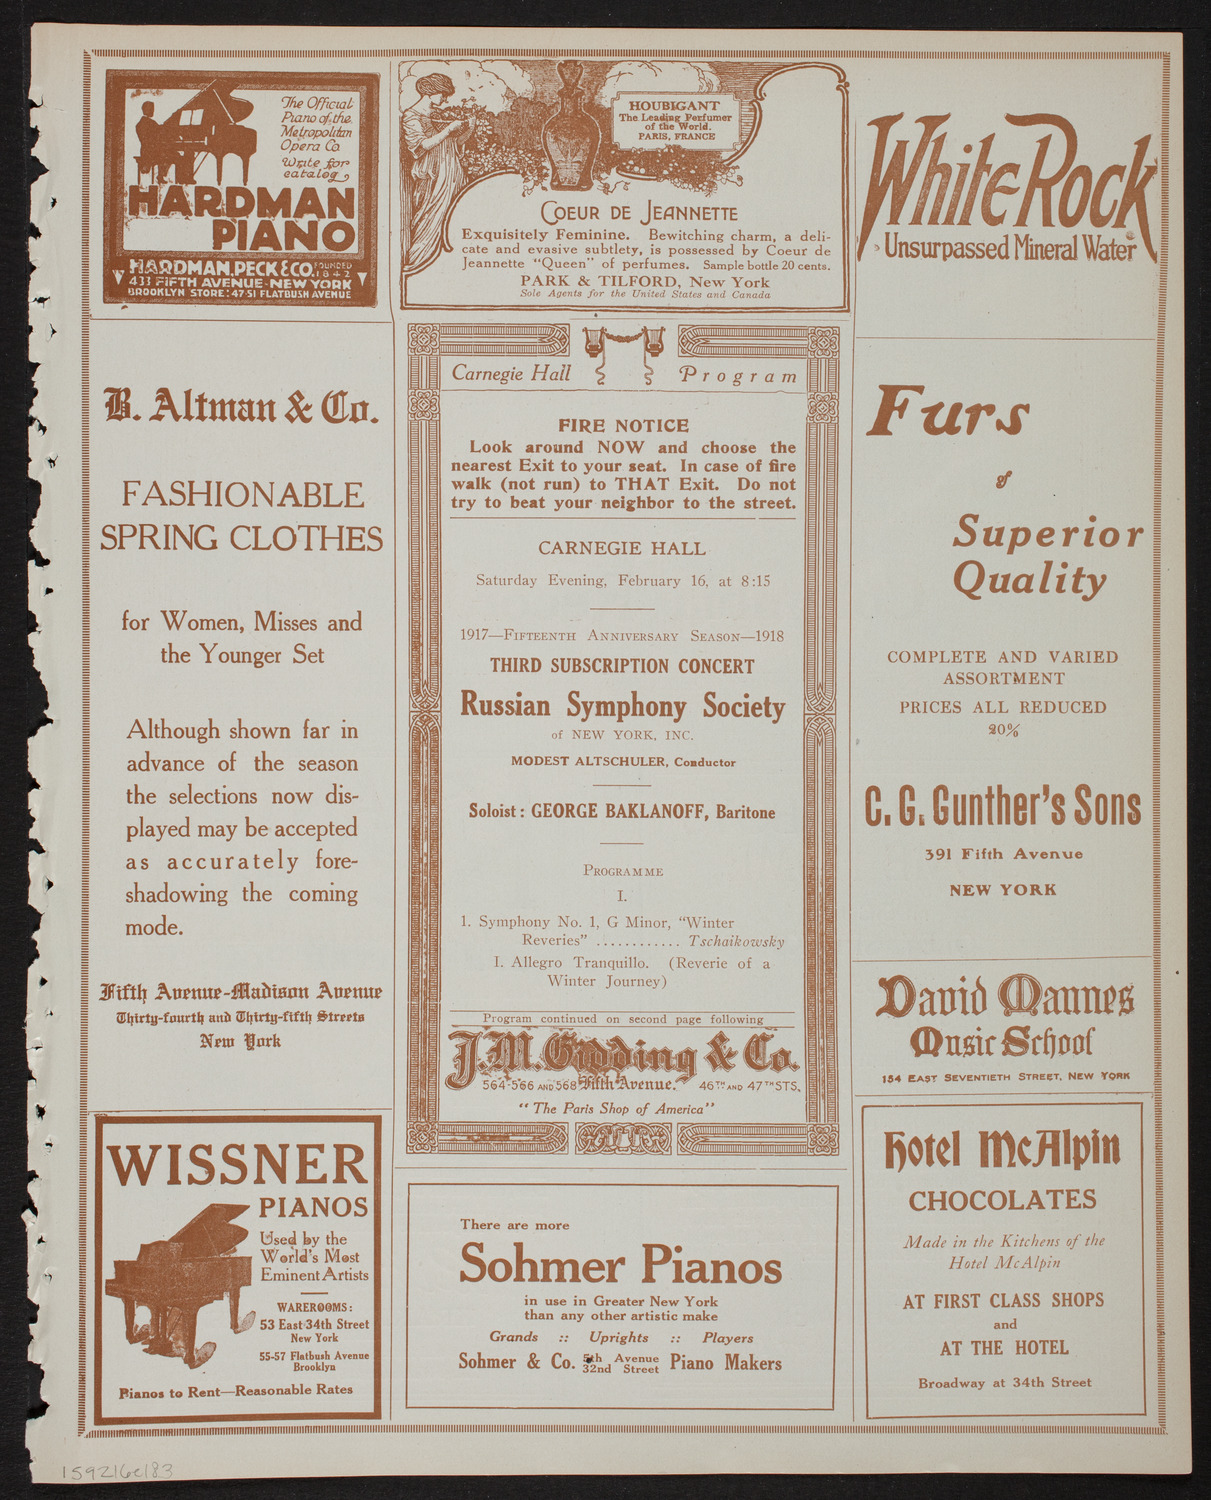 The Official
Piano of the
Metropolitan
Opera Co.
Write for
catalog
HARDMAN
PIANO
HARDMAN, PECK & CO. FOUNDED 1842
433 FIFTH AVENUE - NEW YORK
BROOKLYN STORE: 47-51 FLATBUSH AVENUE
HOUBIGANT
The Leading Perfumer
of the World.
PARIS, FRANCE
COEUR DE JEANNETTE
Exquisitely Feminine. Bewitching charm, a deli-
cate and evasive subtlety, is possessed by Coeur de
Jeannette "Queen" of perfumes. Sample bottle 20 cents.
PARK & TILFORD, New York
Sole Agents for the United States and Canada
White Rock
Unsurpassed Mineral Water
B. Altman & Co.
FASHIONABLE
SPRING CLOTHES
for Women, Misses and
the Younger Set
Although shown far in
advance of the season
the selections now dis-
played may be accepted
as accurately fore-
shadowing the coming
mode.
Fifth Avenue-Madison Avenue
Thirty-fourth and Thirty-fifth Streets
New York
Carnegie Hall Program
FIRE NOTICE
Look around NOW and choose the
nearest Exit to your seat. In case of fire
walk (not run) to THAT Exit. Do not
try to beat your neighbor to the street.
CARNEGIE HALL
Saturday Evening, February 16, at 8:15
1917—FIFTEENTH ANNIVERSARY SEASON—1918
THIRD SUBSCRIPTION CONCERT
Russian Symphony Society
of NEW YORK, INC.
MODEST ALTSCHULER, Conductor
Soloist: GEORGE BAKLANOFF, Baritone
PROGRAMME
I.
1. Symphony No. 1, G Minor, "Winter
Reveries" ............ Tschaikowsky
I. Allegro Tranquillo. (Reverie of a
Winter Journey)
Program continued on second page following
J. M. Gidding & Co.
564-566 AND 568 Fifth Avenue. 46TH AND 47TH STS.
"The Paris Shop of America"
Furs
of
Superior
Quality
COMPLETE AND VARIED
ASSORTMENT
PRICES ALL REDUCED
20%
C. G. Gunther's Sons
391 Fifth Avenue
NEW YORK
David Mannes
Music School
154 EAST SEVENTIETH STREET, NEW YORK
WISSNER
PIANOS
Used by the
World's Most
Eminent Artists
WAREROOMS:
53 East 34th Street
New York
55-57 Flatbush Avenue
Brooklyn
Pianos to Rent—Reasonable Rates
There are more
Sohmer Pianos
in use in Greater New York
than any other artistic make
Grands :: Uprights :: Players
Sohmer & Co. 5th Avenue 32nd Street Piano Makers
Hotel McAlpin
CHOCOLATES
Made in the Kitchens of the
Hotel McAlpin
AT FIRST CLASS SHOPS
and
AT THE HOTEL
Broadway at 34th Street
159216e183